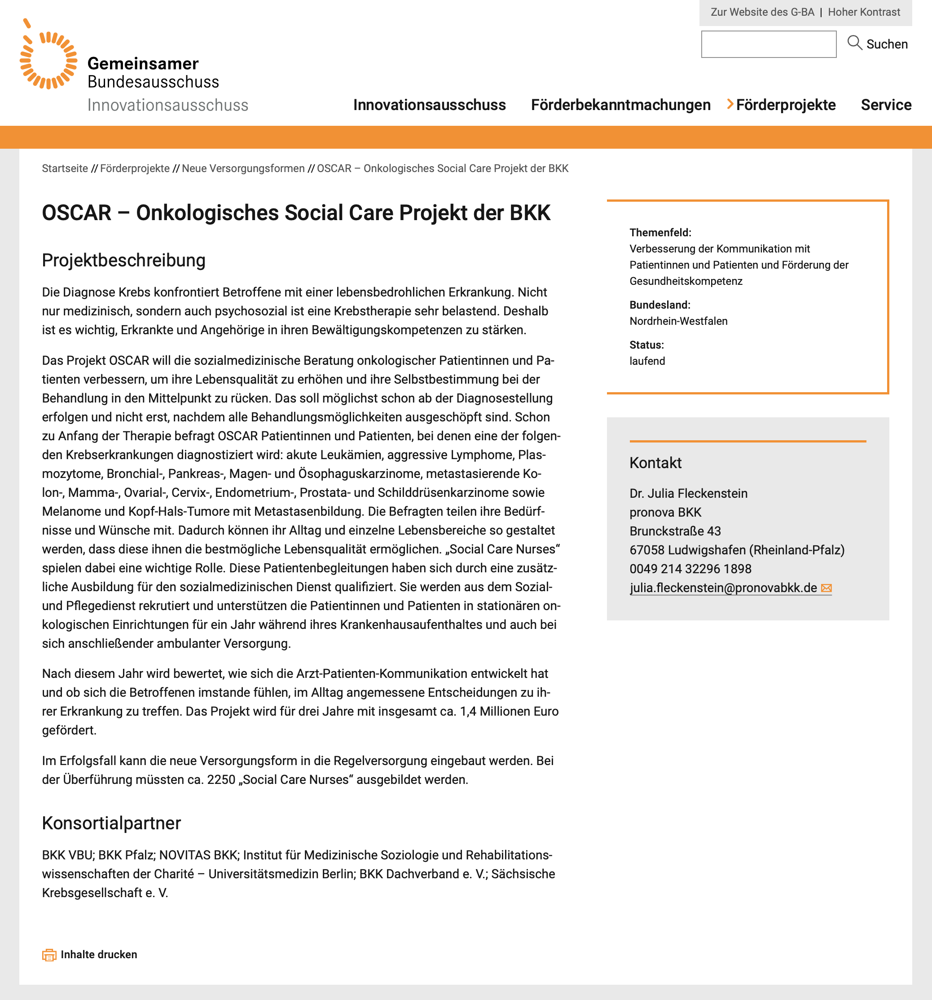 Zur Website des G-BA | Hoher Kontrast
Suchen
Gemeinsamer
Bundesausschuss
Innovationsausschuss
Innovationsausschuss Förderbekanntmachungen Förderprojekte Service
Startseite // Förderprojekte // Neue Versorgungsformen // OSCAR – Onkologisches Social Care Projekt der BKK
OSCAR – Onkologisches Social Care Projekt der BKK
Projektbeschreibung
Die Diagnose Krebs konfrontiert Betroffene mit einer lebensbedrohlichen Erkrankung. Nicht
nur medizinisch, sondern auch psychosozial ist eine Krebstherapie sehr belastend. Deshalb
ist es wichtig, Erkrankte und Angehörige in ihren Bewältigungskompetenzen zu stärken.
Das Projekt OSCAR will die sozialmedizinische Beratung onkologischer Patientinnen und Pa-
tienten verbessern, um ihre Lebensqualität zu erhöhen und ihre Selbstbestimmung bei der
Behandlung in den Mittelpunkt zu rücken. Das soll möglichst schon ab der Diagnosestellung
erfolgen und nicht erst, nachdem alle Behandlungsmöglichkeiten ausgeschöpft sind. Schon
zu Anfang der Therapie befragt OSCAR Patientinnen und Patienten, bei denen eine der folgen-
den Krebserkrankungen diagnostiziert wird: akute Leukämien, aggressive Lymphome, Plas-
mozytome, Bronchial-, Pankreas-, Magen- und Ösophaguskarzinome, metastasierende Ko-
lon-, Mamma-, Ovarial-, Cervix-, Endometrium-, Prostata- und Schilddrüsenkarzinome sowie
Melanome und Kopf-Hals-Tumore mit Metastasenbildung. Die Befragten teilen ihre Bedürf-
nisse und Wünsche mit. Dadurch können ihr Alltag und einzelne Lebensbereiche so gestaltet
werden, dass diese ihnen die bestmögliche Lebensqualität ermöglichen. „Social Care Nurses“
spielen dabei eine wichtige Rolle. Diese Patientenbegleitungen haben sich durch eine zusätz-
liche Ausbildung für den sozialmedizinischen Dienst qualifiziert. Sie werden aus dem Sozial-
und Pflegedienst rekrutiert und unterstützen die Patientinnen und Patienten in stationären on-
kologischen Einrichtungen für ein Jahr während ihres Krankenhausaufenthaltes und auch bei
sich anschließender ambulanter Versorgung.
Nach diesem Jahr wird bewertet, wie sich die Arzt-Patienten-Kommunikation entwickelt hat
und ob sich die Betroffenen imstande fühlen, im Alltag angemessene Entscheidungen zu ih-
rer Erkrankung zu treffen. Das Projekt wird für drei Jahre mit insgesamt ca. 1,4 Millionen Euro
gefördert.
Im Erfolgsfall kann die neue Versorgungsform in die Regelversorgung eingebaut werden. Bei
der Überführung müssten ca. 2250 „Social Care Nurses“ ausgebildet werden.
Konsortialpartner
BKK VBU; BKK Pfalz; NOVITAS BKK; Institut für Medizinische Soziologie und Rehabilitations-
wissenschaften der Charité – Universitätsmedizin Berlin; BKK Dachverband e. V.; Sächsische
Krebsgesellschaft e. V.
Inhalte drucken
Themenfeld:
Verbesserung der Kommunikation mit
Patientinnen und Patienten und Förderung der
Gesundheitskompetenz
Bundesland:
Nordrhein-Westfalen
Status:
laufend
Kontakt
Dr. Julia Fleckenstein
pronova BKK
Brunckstraße 43
67058 Ludwigshafen (Rheinland-Pfalz)
0049 214 32296 1898
julia.fleckenstein@pronovabkk.de